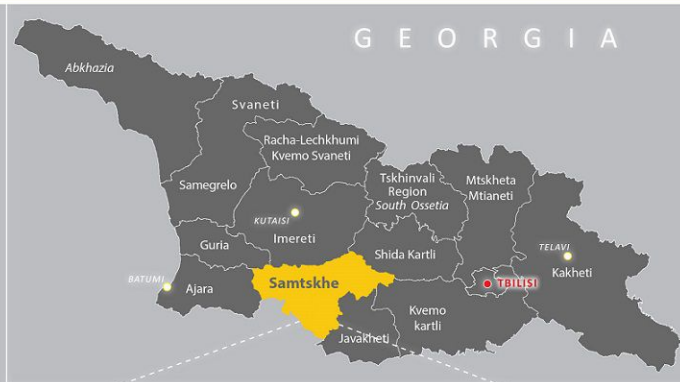 GEORGIA
Abkhazia
Svaneti
Racha-Lechkhumi
Kvemo Svaneti
Samegrelo
Tskhinvali
Region
South Ossetia
Mtskheta
Mtianeti
KUTAISI
Imereti
Guria
Shida Kartli
TELAVI
Kakheti
BATUMI
Ajara
Samtskhe
TBILISI
Kvemo
kartli
Javakheti